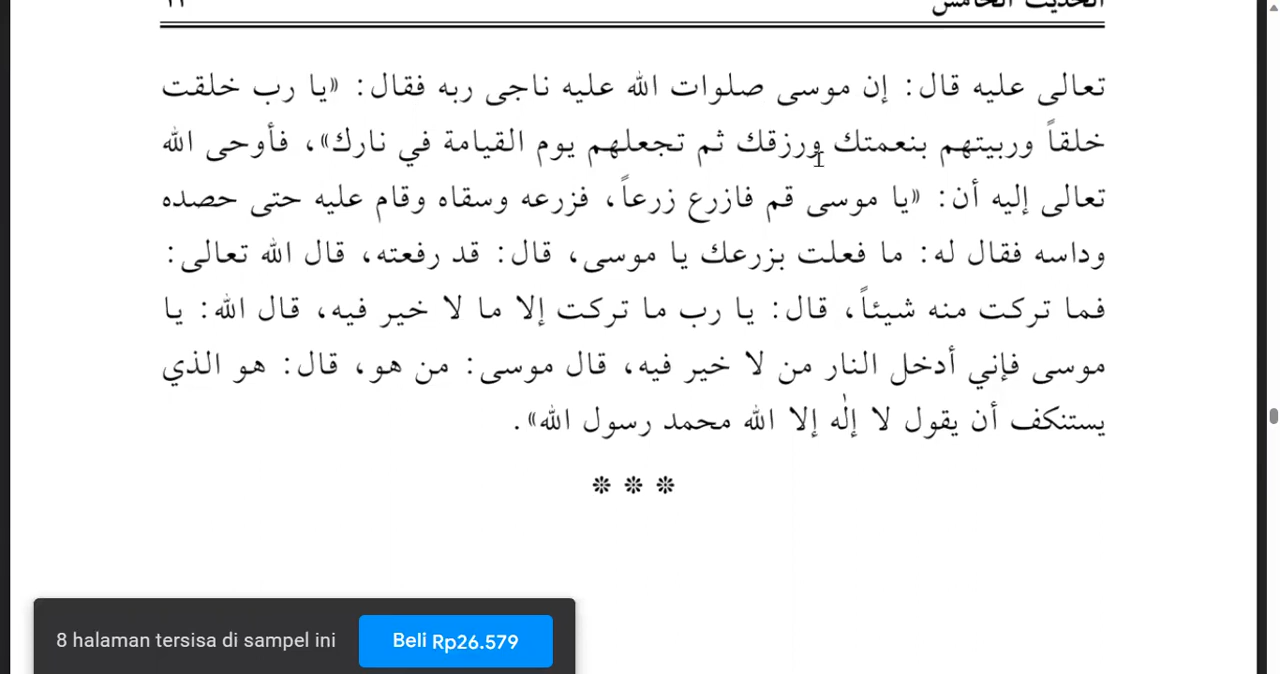 الحديث الخامس ٢١
تعالى عليه قال: إن موسى صلوات الله عليه ناجى ربه فقال: «يا رب خلقت
خلقاً وربيتهم بنعمتك ورزقك ثم تجعلهم يوم القيامة في نارك»، فأوحى الله
تعالى إليه أن: «يا موسى قم فازرع زرعاً، فزرعه وسقاه وقام عليه حتى حصده
وداسه فقال له: ما فعلت بزرعك يا موسى، قال: قد رفعته، قال الله تعالى:
فما تركت منه شيئاً، قال: يا رب ما تركت إلا ما لا خير فيه، قال الله: يا
موسى فإني أدخل النار من لا خير فيه، قال موسى: من هو، قال: هو الذي
يستنكف أن يقول لا إلٰه إلا الله محمد رسول الله».
8 halaman tersisa di sampel ini
Beli Rp26.579